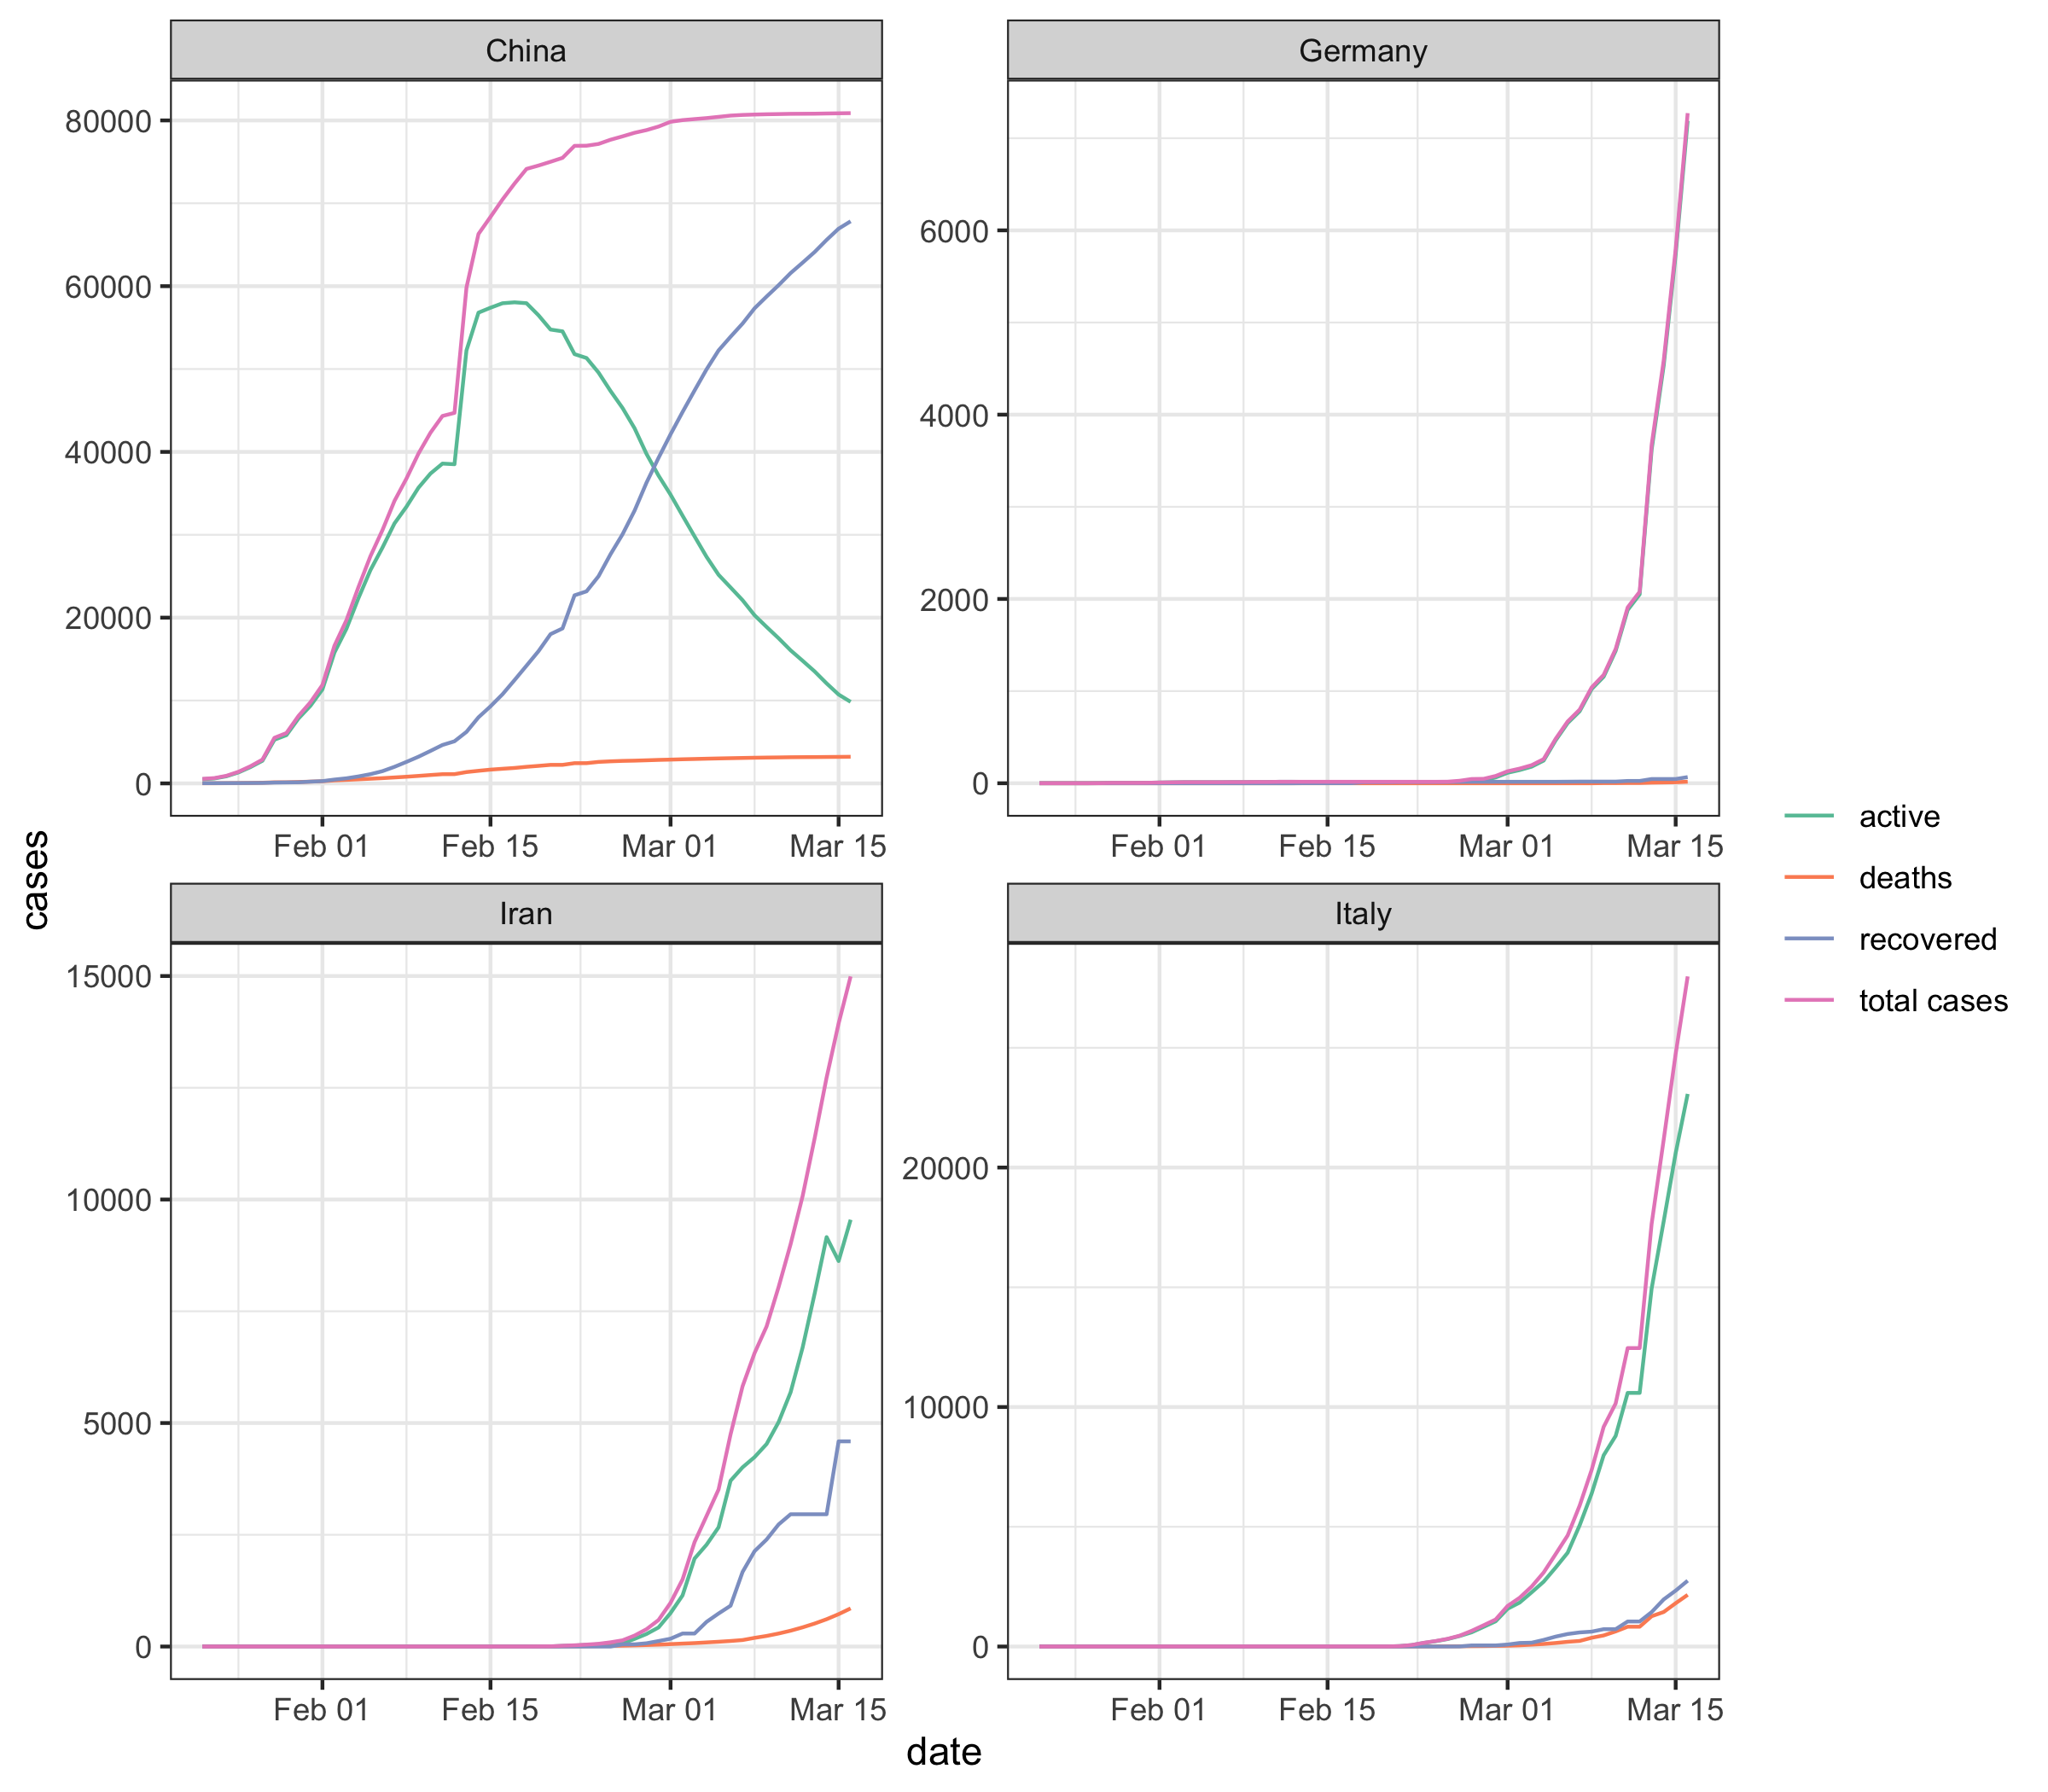 China
Germany
80000
60000
40000
20000
0
6000
4000
2000
0
Feb 01 Feb 15 Mar 01 Mar 15
Feb 01 Feb 15 Mar 01 Mar 15
Iran
Italy
15000
10000
5000
0
20000
10000
0
Feb 01 Feb 15 Mar 01 Mar 15
Feb 01 Feb 15 Mar 01 Mar 15
cases
date
active
deaths
recovered
total cases